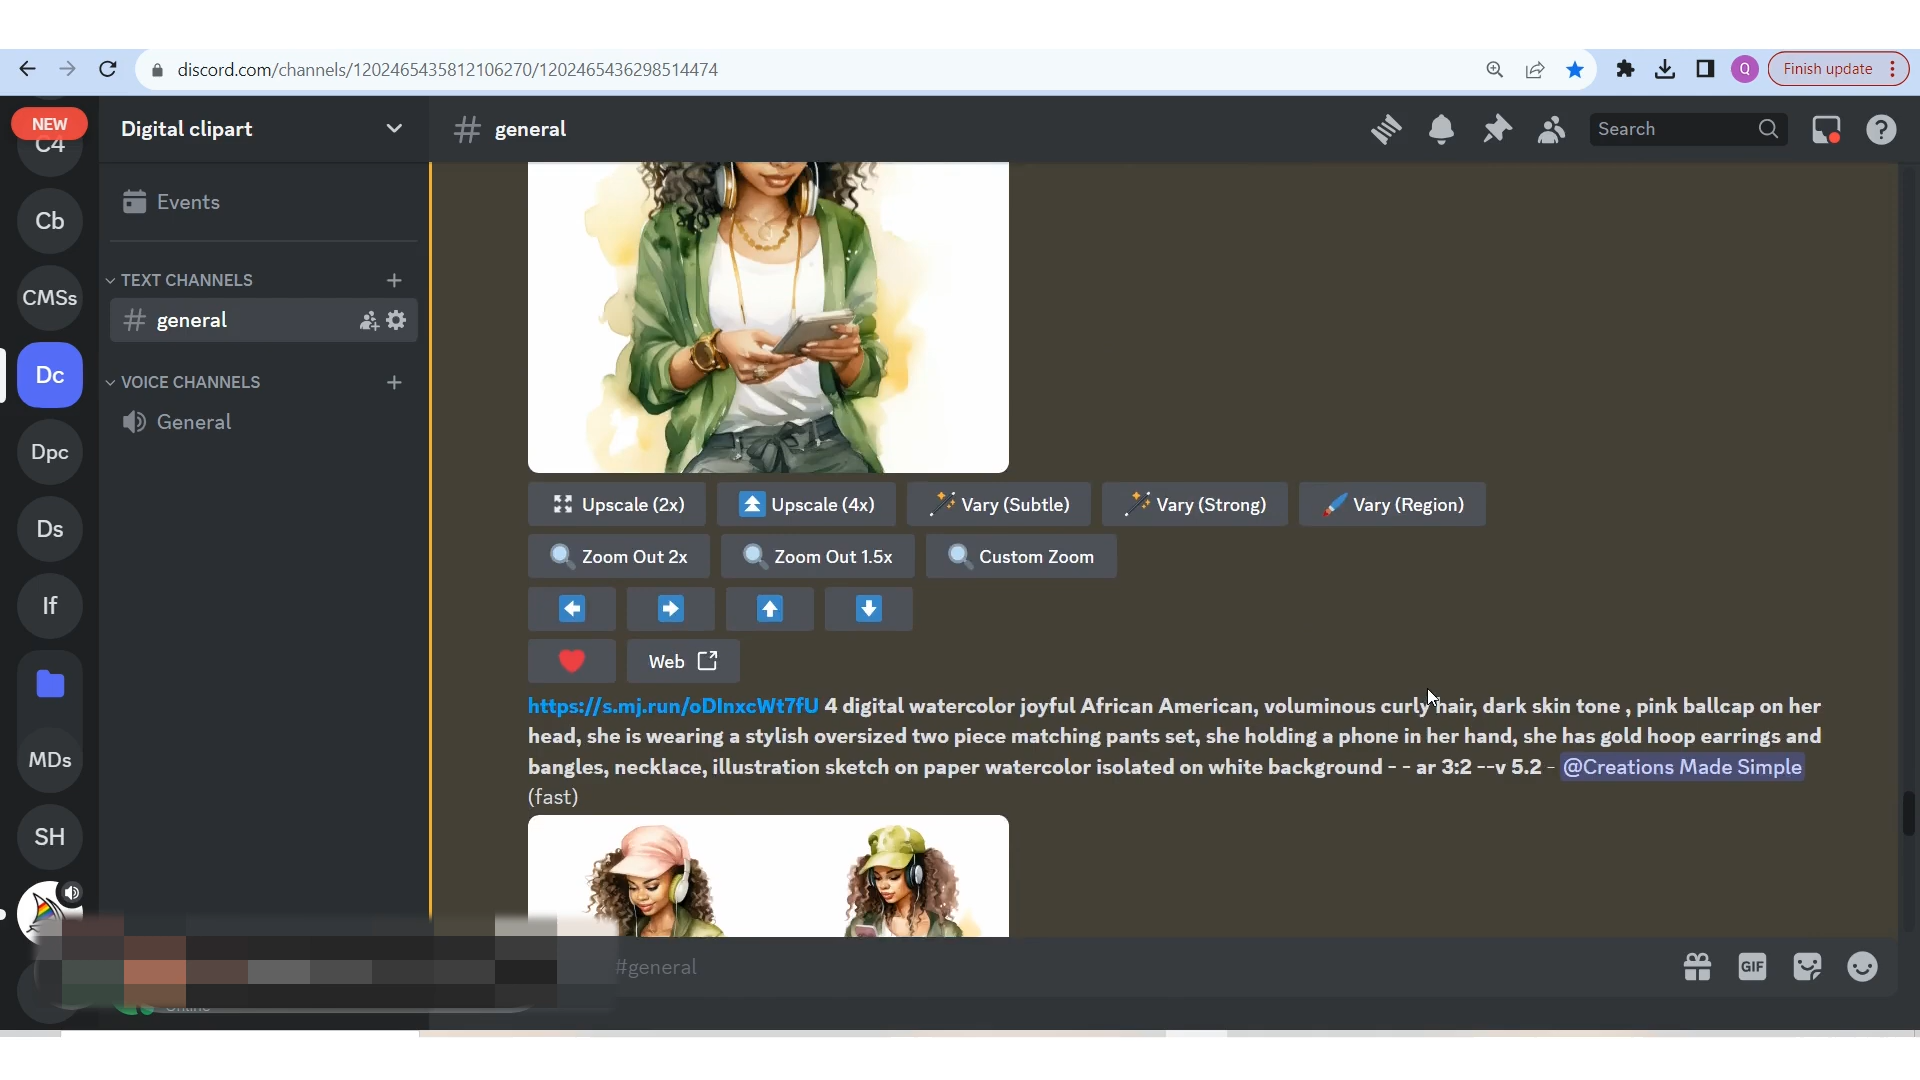 discord.com/channels/1202465435812106270/1202465436298514474
Q
Finish update
NEW
C4
Digital clipart
general
Search
Cb
Events
CMSs
TEXT CHANNELS
general
Dc
VOICE CHANNELS
General
Dpc
Ds
If
MDs
SH
Upscale (2x)
Upscale (4x)
Vary (Subtle)
Vary (Strong)
Vary (Region)
Zoom Out 2x
Zoom Out 1.5x
Custom Zoom
Web
https://s.mj.run/oDInxcWt7fU 4 digital watercolor joyful African American, voluminous curly hair, dark skin tone , pink ballcap on her
head, she is wearing a stylish oversized two piece matching pants set, she holding a phone in her hand, she has gold hoop earrings and
bangles, necklace, illustration sketch on paper watercolor isolated on white background - - ar 3:2 --v 5.2 - @Creations Made Simple
(fast)
#general
GIF
Online